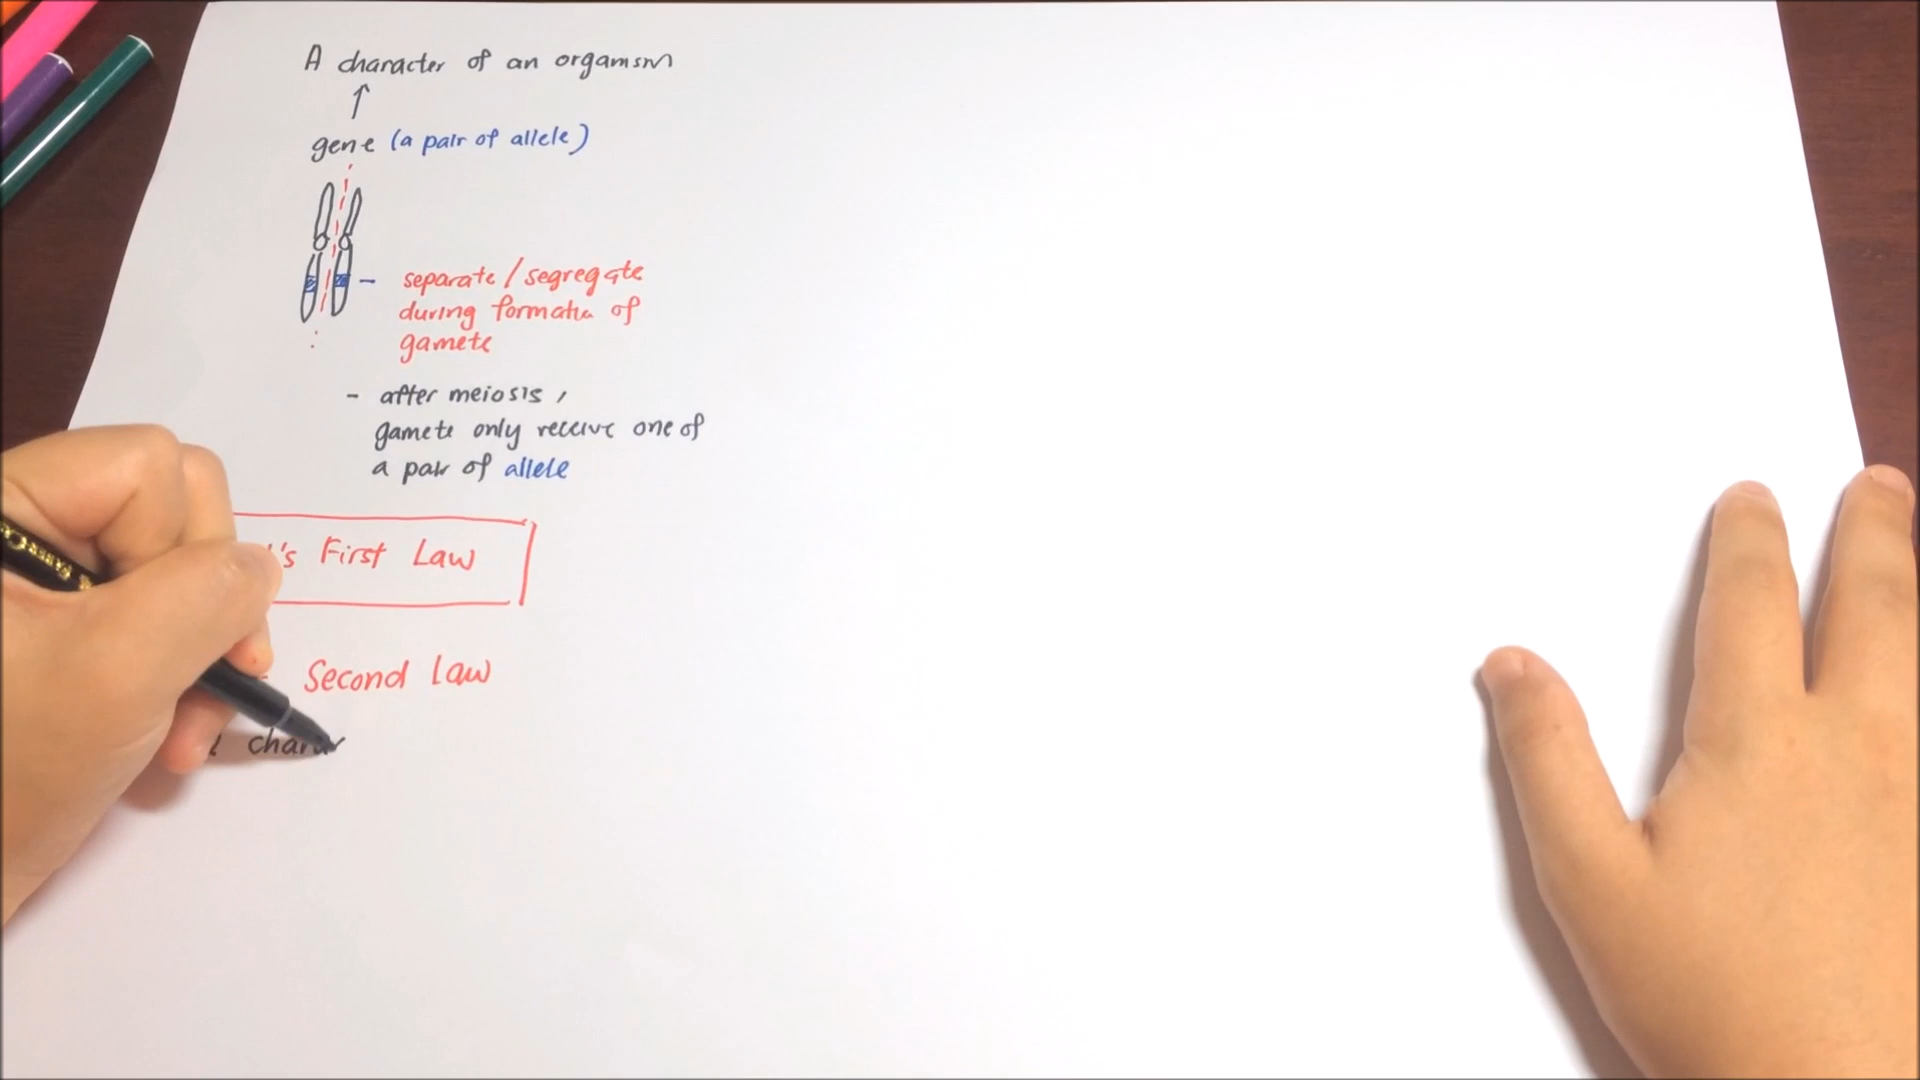 A character of an organism
gene (a pair of allele)
separate/segregate
during formatin of
gamete
- after meiosis,
gamete only receive one of
a pair of allele
's First Law
Second Law